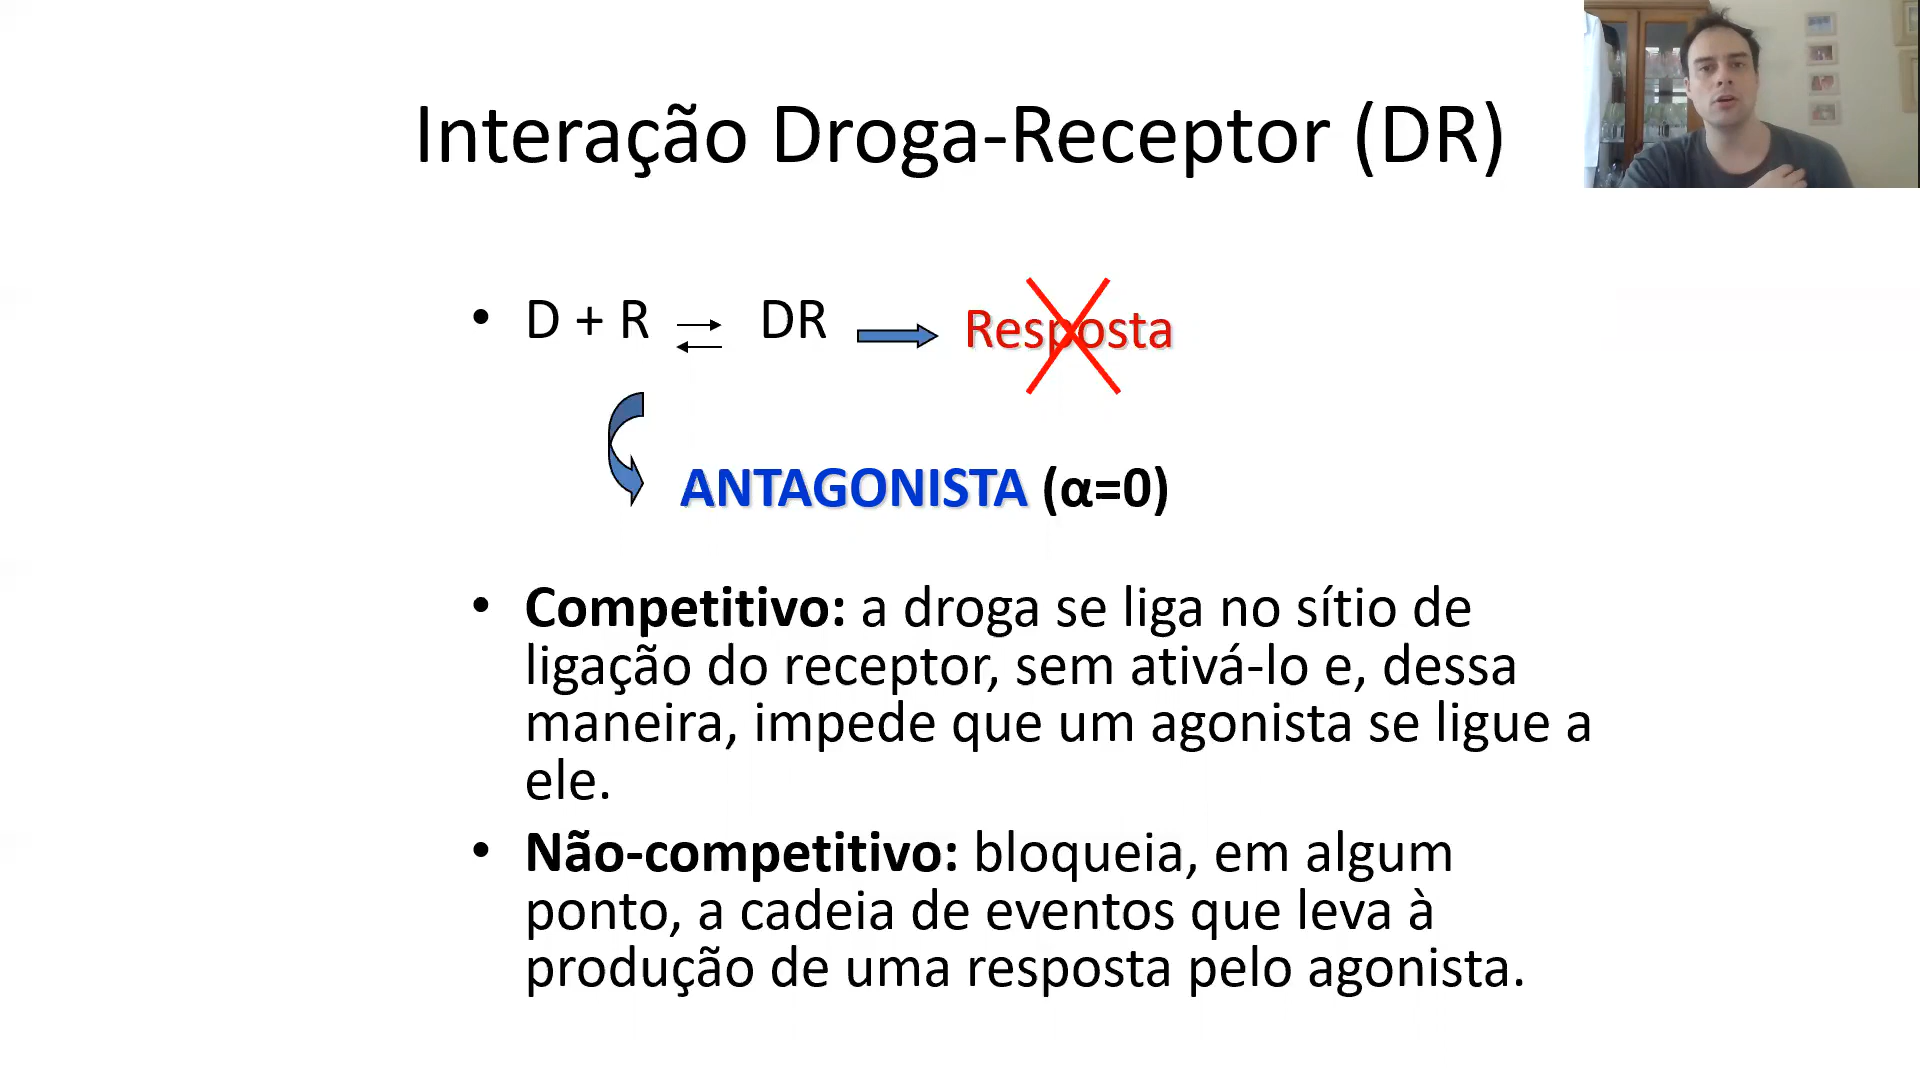 Interação Droga-Receptor (DR)
• D + R ⇌ DR → Resposta
ANTAGONISTA (α=0)
• Competitivo: a droga se liga no sítio de
ligação do receptor, sem ativá-lo e, dessa
maneira, impede que um agonista se ligue a
ele.
• Não-competitivo: bloqueia, em algum
ponto, a cadeia de eventos que leva à
produção de uma resposta pelo agonista.